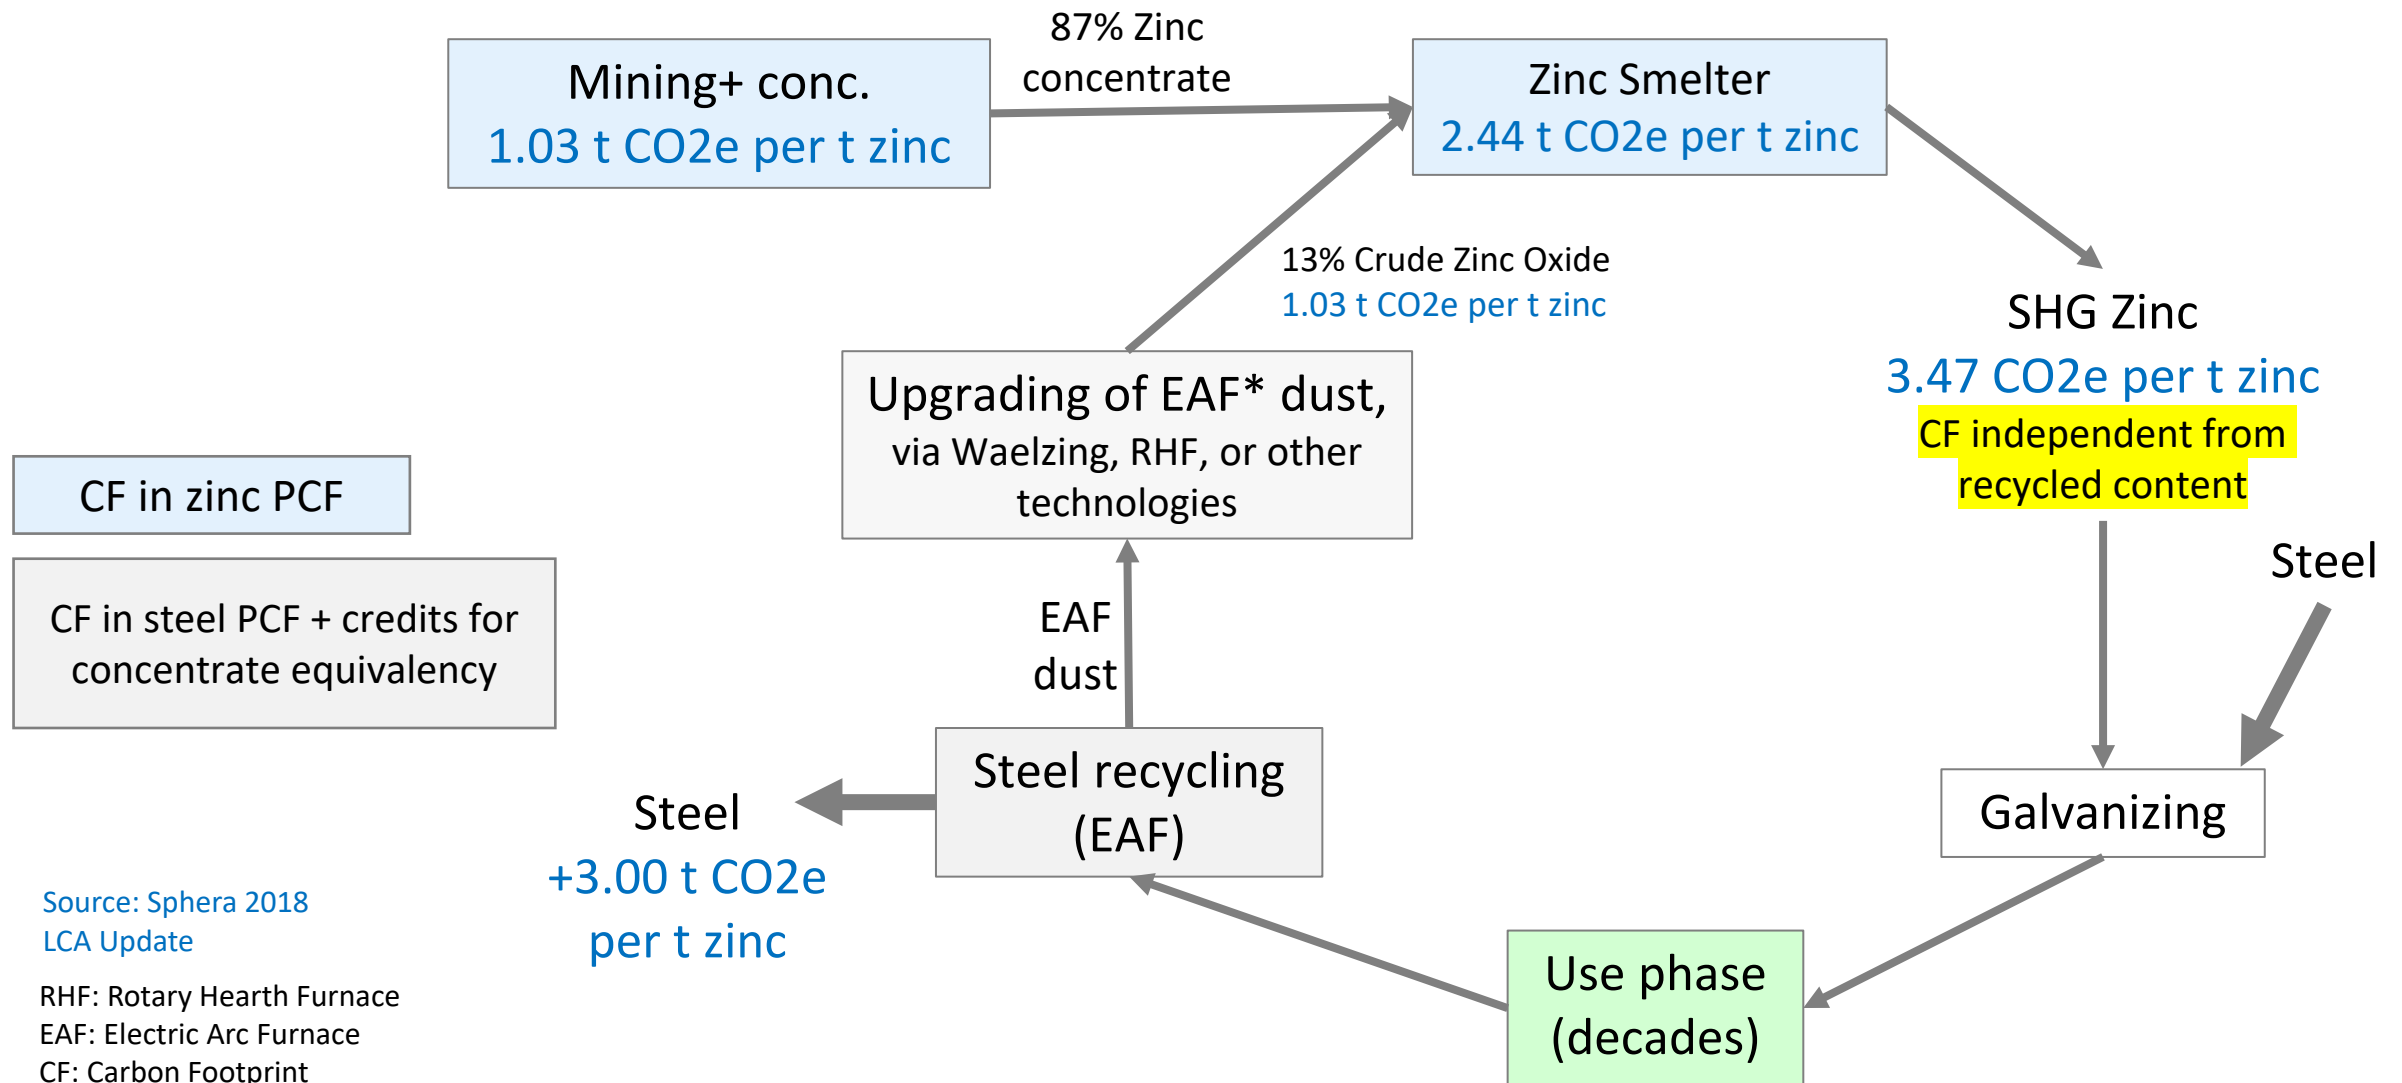 87% Zinc
concentrate
Mining+ conc.
1.03 t CO2e per t zinc
Zinc Smelter
2.44 t CO2e per t zinc
13% Crude Zinc Oxide
1.03 t CO2e per t zinc
SHG Zinc
3.47 CO2e per t zinc
CF independent from
recycled content
Upgrading of EAF* dust,
via Waelzing, RHF, or other
technologies
CF in zinc PCF
CF in steel PCF + credits for
concentrate equivalency
Steel
EAF
dust
Steel recycling
(EAF)
Steel
+3.00 t CO2e
per t zinc
Galvanizing
Use phase
(decades)
Source: Sphera 2018
LCA Update
RHF: Rotary Hearth Furnace
EAF: Electric Arc Furnace
CF: Carbon Footprint